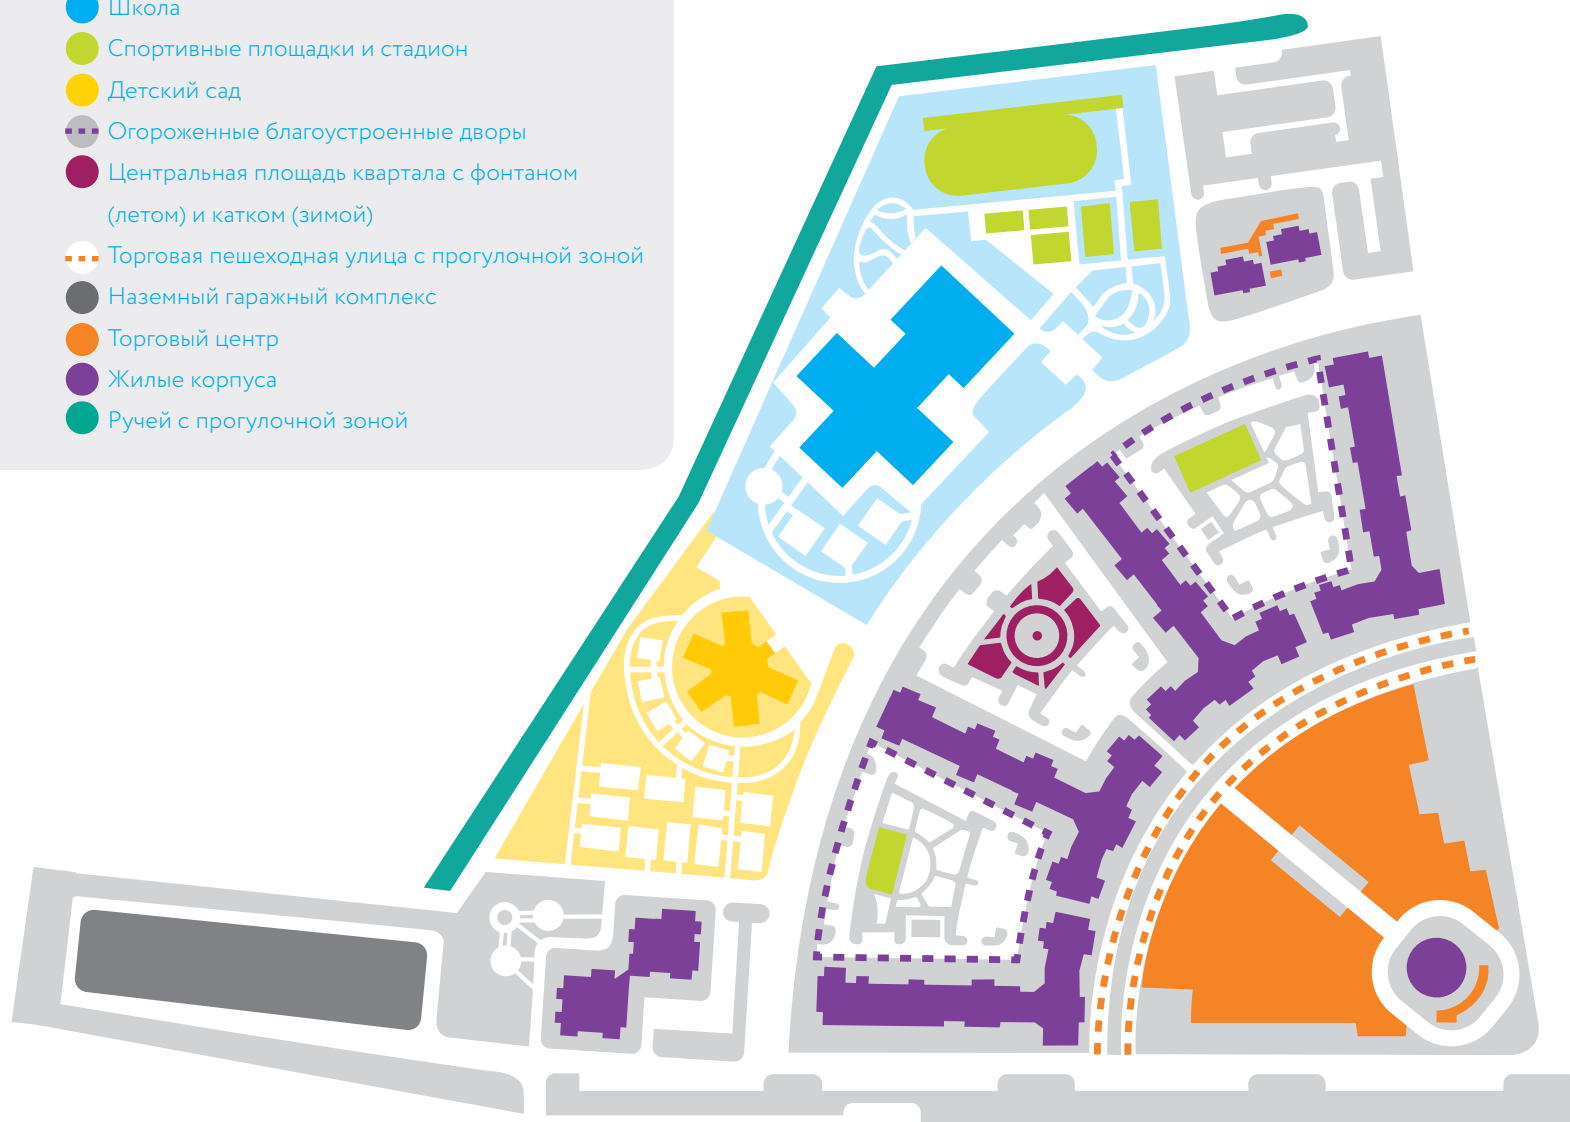 Школа
Спортивные площадки и стадион
Детский сад
Огороженные благоустроенные дворы
Центральная площадь квартала с фонтаном
(летом) и катком (зимой)
Торговая пешеходная улица с прогулочной зоной
Наземный гаражный комплекс
Торговый центр
Жилые корпуса
Ручей с прогулочной зоной